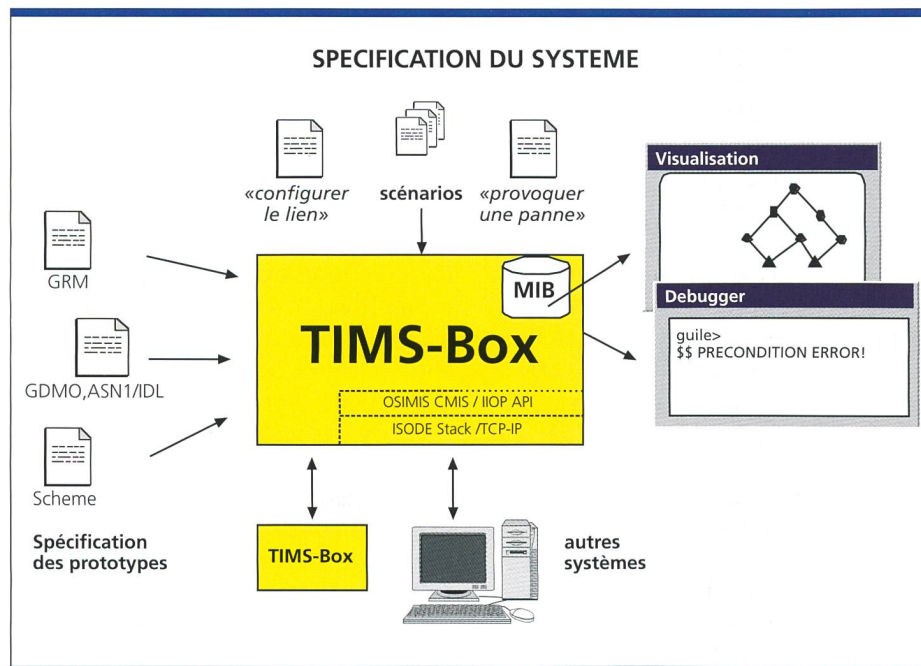 SPECIFICATION DU SYSTEME
«configurer
le lien»
scénarios
«provoquer
une panne»
Visualisation
GRM
MIB
Debugger
TIMS-Box
guile>
$$ PRECONDITION ERROR!
GDMO,ASN1/IDL
OSIMIS CMIS / IIOP API
ISODE Stack /TCP-IP
Scheme
Spécification
des prototypes
TIMS-Box
autres
systèmes